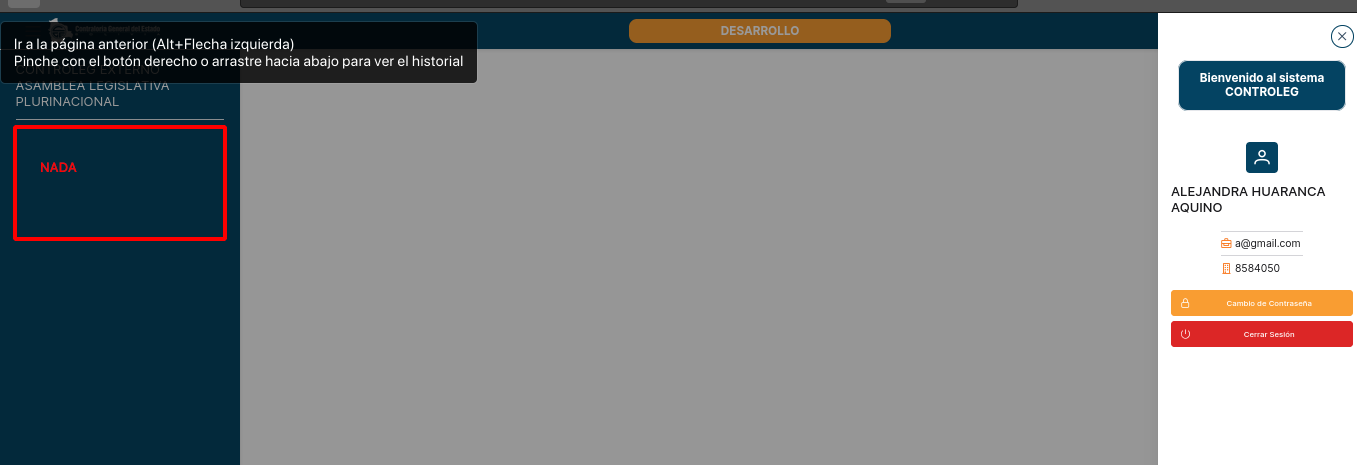 Contraloría General del Estado
DESARROLLO
Ir a la página anterior (Alt+Flecha izquierda)
Pinche con el botón derecho o arrastre hacia abajo para ver el historial
CONTROLEG EXTERNO
ASAMBLEA LEGISLATIVA
PLURINACIONAL
NADA
Bienvenido al sistema
CONTROLEG
ALEJANDRA HUARANCA
AQUINO
a@gmail.com
8584050
Cambio de Contraseña
Cerrar Sesión